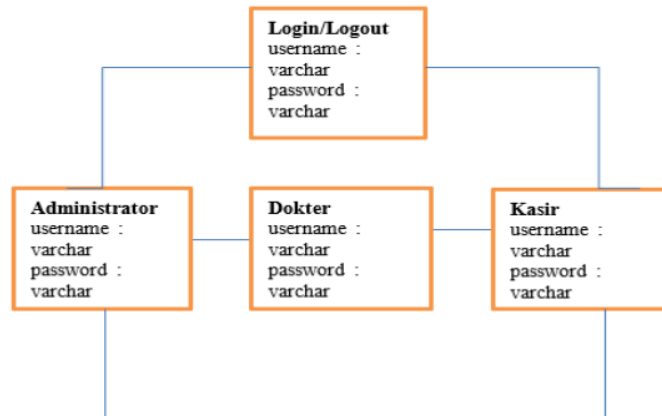 Login/Logout
username :
varchar
password :
varchar
Administrator
username :
varchar
password :
varchar
Dokter
username :
varchar
password :
varchar
Kasir
username :
varchar
password :
varchar